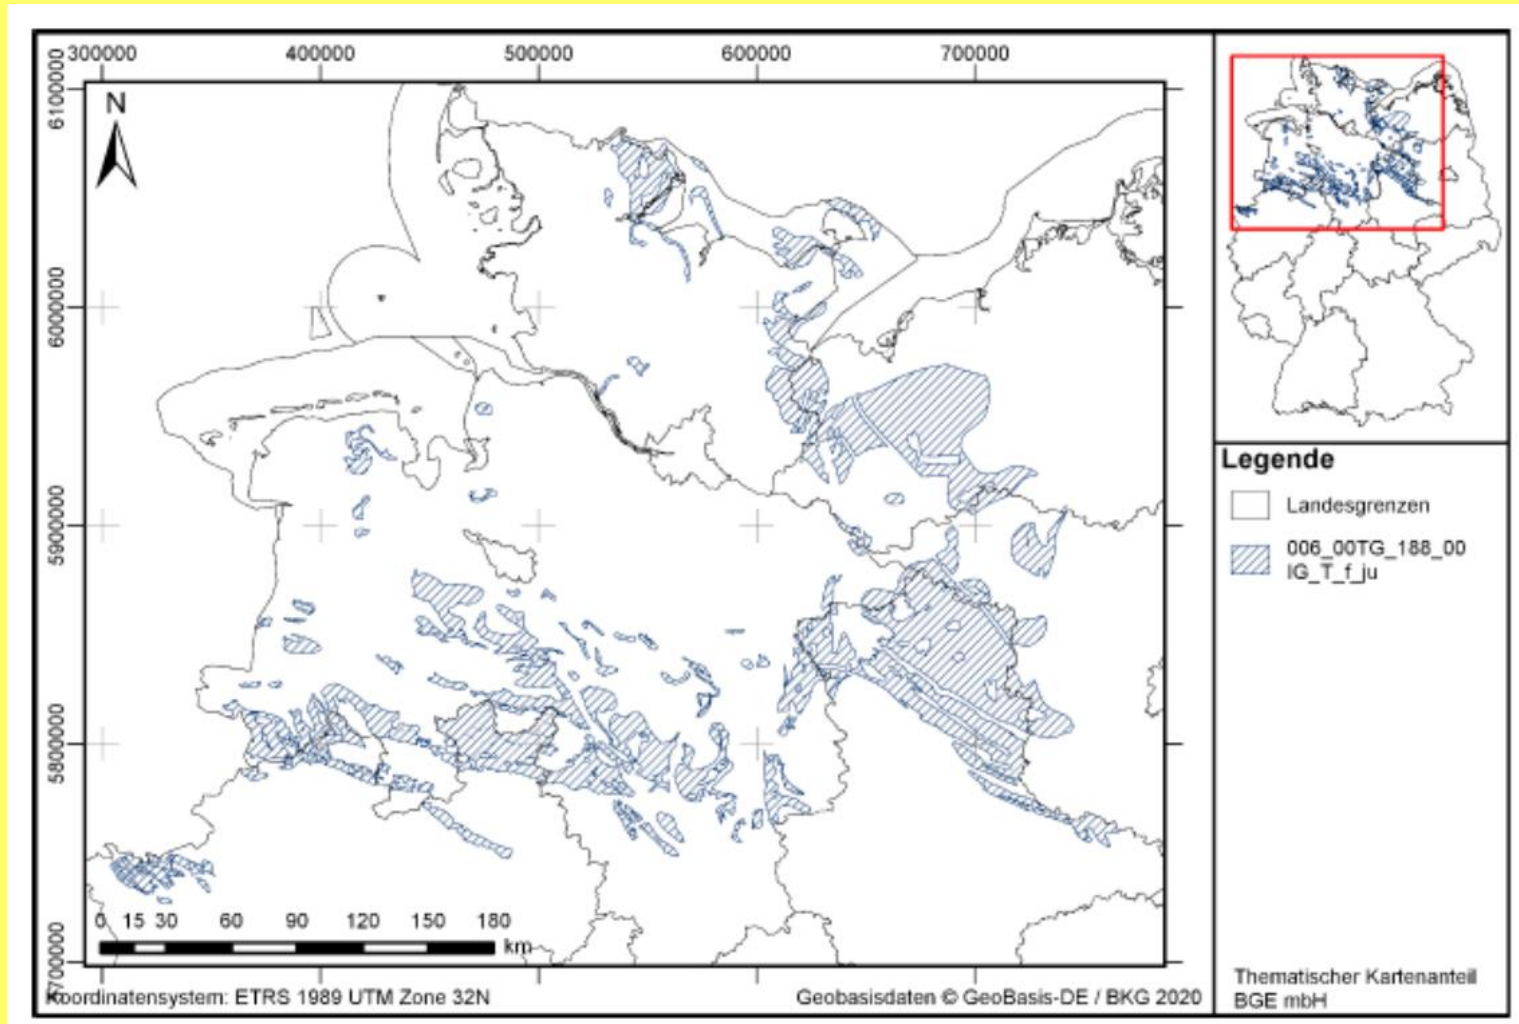 300000 400000 500000 600000 700000
6100000
6000000
5900000
5800000
5700000
N
0 15 30 60 90 120 150 180
km
Koordinatensystem: ETRS 1989 UTM Zone 32N
Geobasisdaten © GeoBasis-DE / BKG 2020
Legende
Landesgrenzen
006_00TG_188_00
IG_T_f_ju
Thematischer Kartenanteil
BGE mbH